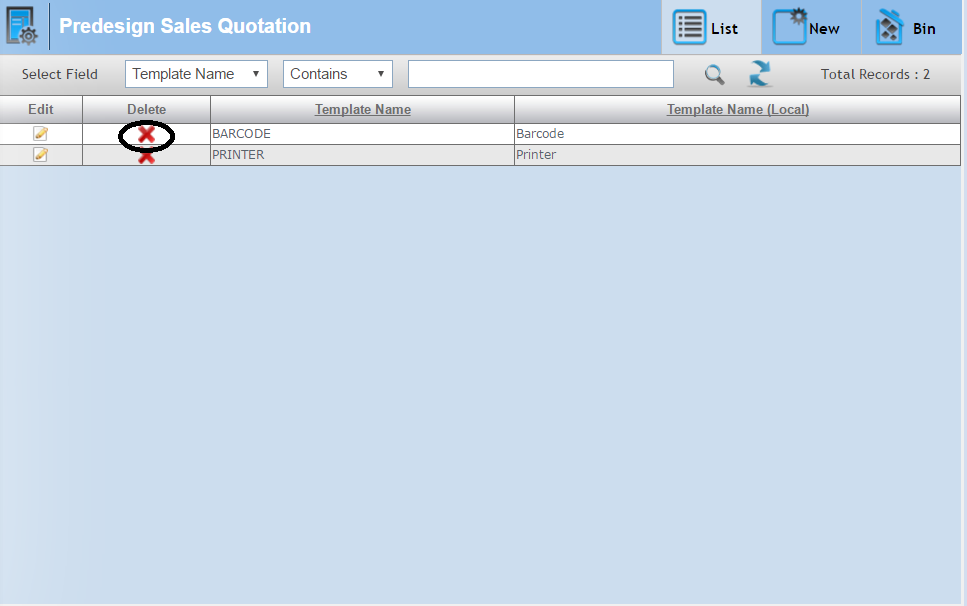 Predesign Sales Quotation List New Bin
Select Field Template Name Contains Total Records : 2
Edit Delete Template Name Template Name (Local)
BARCODE Barcode
PRINTER Printer